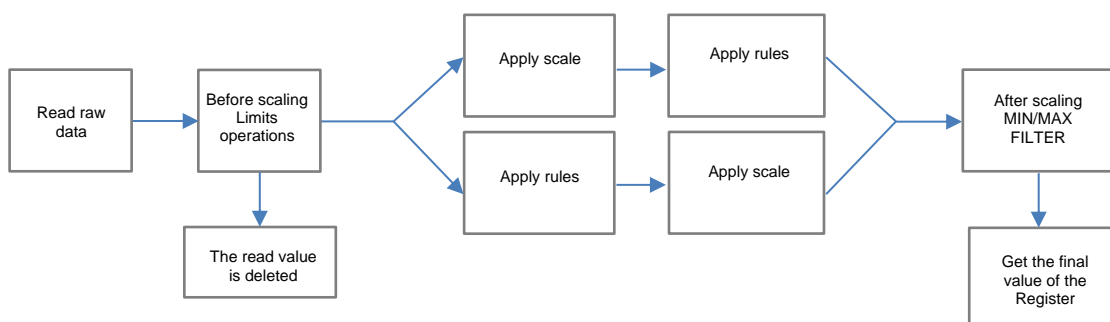 Read raw
data
Before scaling
Limits
operations
The read value
is deleted
Apply scale
Apply rules
Apply rules
Apply scale
After scaling
MIN/MAX
FILTER
Get the final
value of the
Register